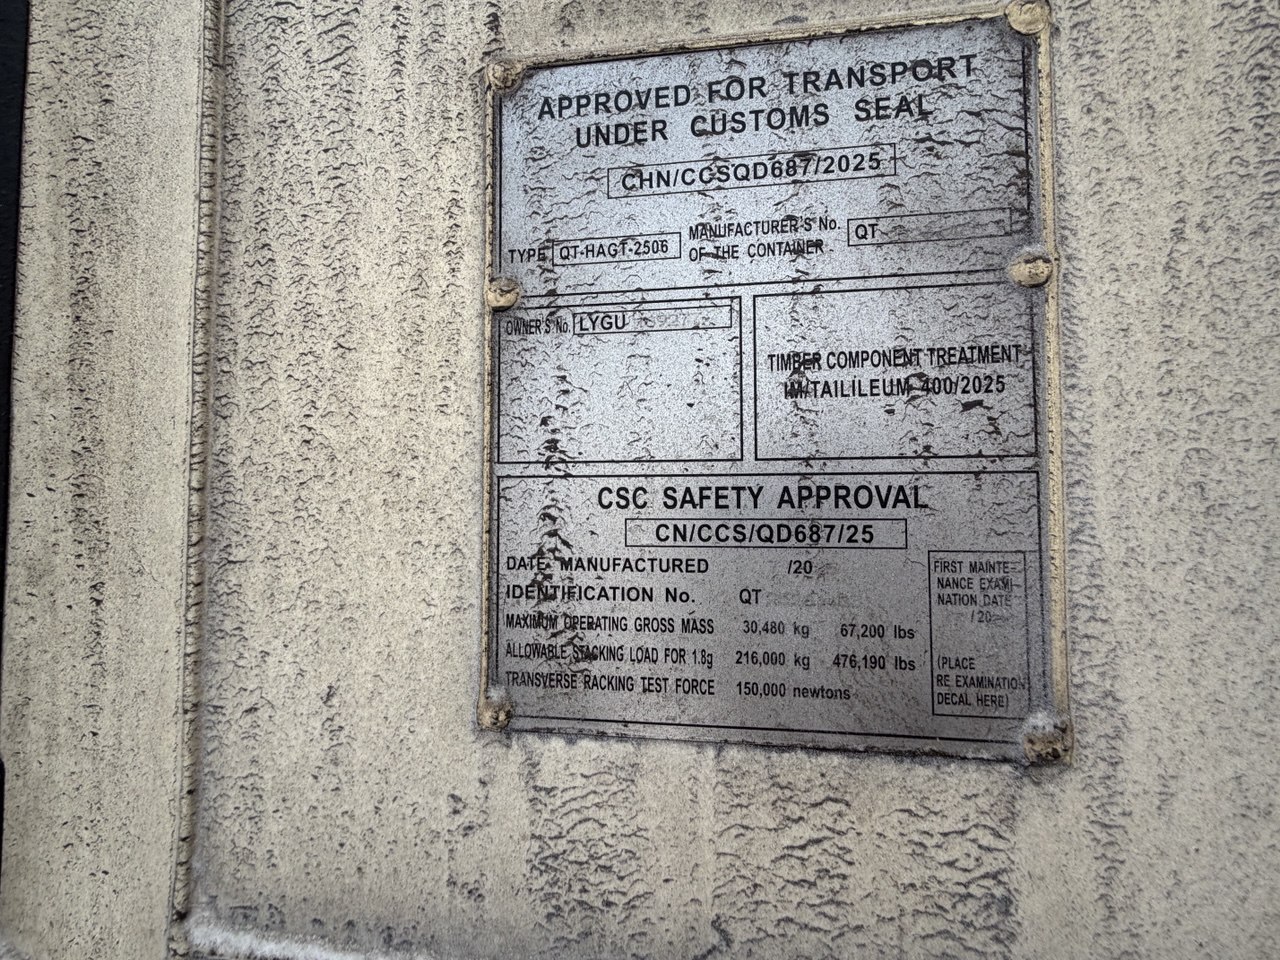 APPROVED FOR TRANSPORT
UNDER CUSTOMS SEAL
CHN/CCSQD687/2025
TYPE QT-HAGT-2506 MANUFACTURER'S No. OF THE CONTAINER QT
OWNER'S No. LYGU
TIMBER COMPONENT TREATMENT
IM/TAILILEUM 400/2025
CSC SAFETY APPROVAL
CN/CCS/QD687/25
DATE MANUFACTURED /20
IDENTIFICATION No. QT
MAXIMUM OPERATING GROSS MASS 30,480 kg 67,200 lbs
ALLOWABLE STACKING LOAD FOR 1.8g 216,000 kg 476,190 lbs
TRANSVERSE RACKING TEST FORCE 150,000 newtons
FIRST MAINTE-
NANCE EXAMI-
NATION DATE
/20
(PLACE
RE EXAMINATION
DECAL HERE)